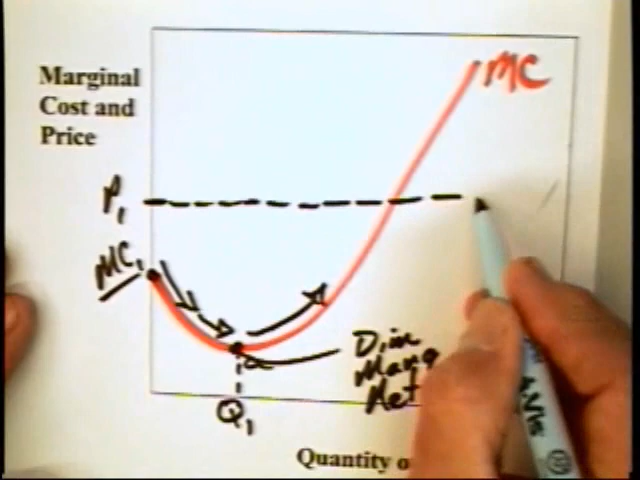 Marginal
Cost and
Price
MC
P1
MC1
Dim
Marg
Ret
Q1
Quantity o